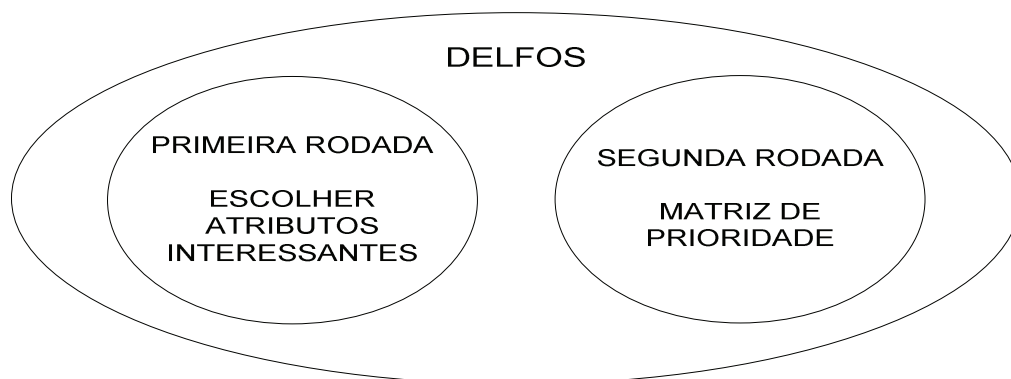 DELFOS
PRIMEIRA RODADA
ESCOLHER
ATRIBUTOS
INTERESSANTES
SEGUNDA RODADA
MATRIZ DE
PRIORIDADE